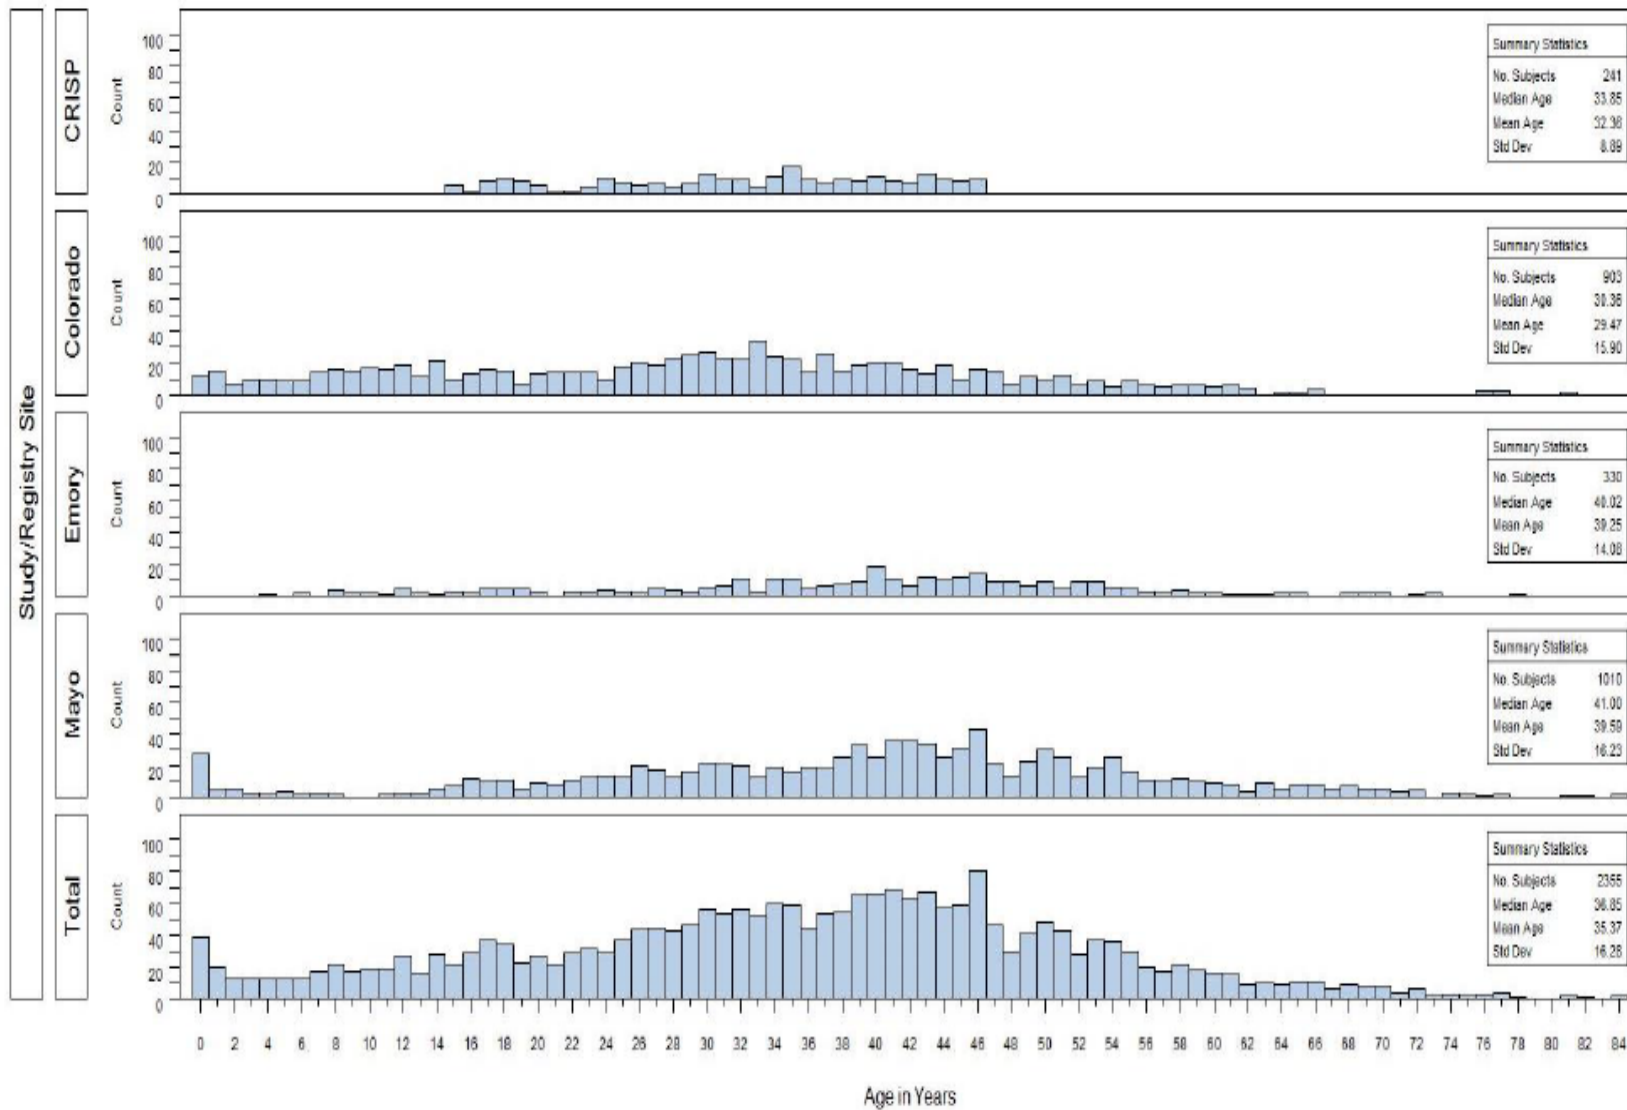 Study/Registry Site
CRISP
Count
100
80
60
40
20
0
Summary Statistics
No. Subjects 241
Median Age 33.85
Mean Age 32.36
Std Dev 8.89
Colorado
Count
100
80
60
40
20
0
Summary Statistics
No. Subjects 903
Median Age 30.36
Mean Age 29.47
Std Dev 15.90
Emory
Count
100
80
60
40
20
0
Summary Statistics
No. Subjects 330
Median Age 40.02
Mean Age 39.25
Std Dev 14.08
Mayo
Count
100
80
60
40
20
0
Summary Statistics
No. Subjects 1010
Median Age 41.00
Mean Age 39.59
Std Dev 16.23
Total
Count
100
80
60
40
20
0
Summary Statistics
No. Subjects 2355
Median Age 36.85
Mean Age 35.37
Std Dev 16.28
0 2 4 6 8 10 12 14 16 18 20 22 24 26 28 30 32 34 36 38 40 42 44 46 48 50 52 54 56 58 60 62 64 66 68 70 72 74 76 78 80 82 84
Age in Years